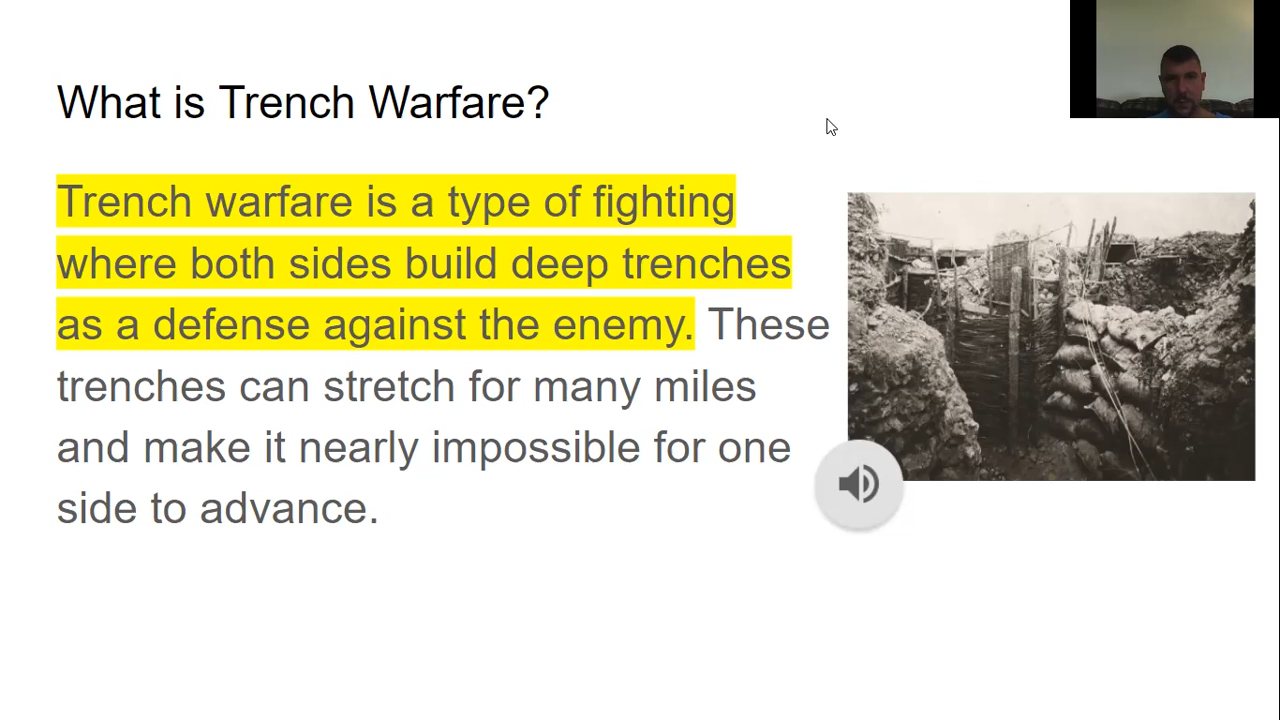 What is Trench Warfare?
Trench warfare is a type of fighting
where both sides build deep trenches
as a defense against the enemy. These
trenches can stretch for many miles
and make it nearly impossible for one
side to advance.